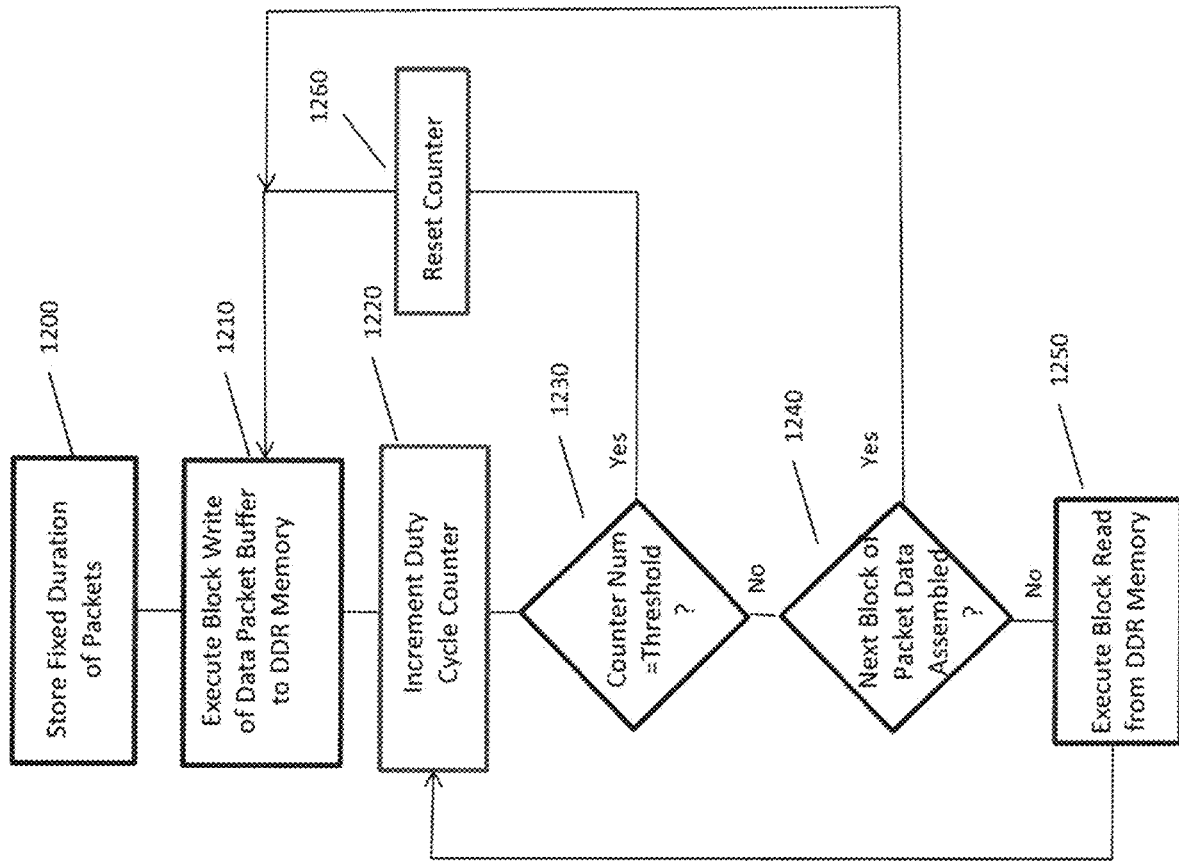 Store Fixed Duration
of Packets
1200
Execute Block Write
of Data Packet Buffer
to DDR Memory
1210
Increment Duty
Cycle Counter
1220
Reset Counter
1260
Counter Num
=Threshold
?
1230
Yes
No
Next Block of
Packet Data
Assembled
?
1240
Yes
No
Execute Block Read
from DDR Memory
1250